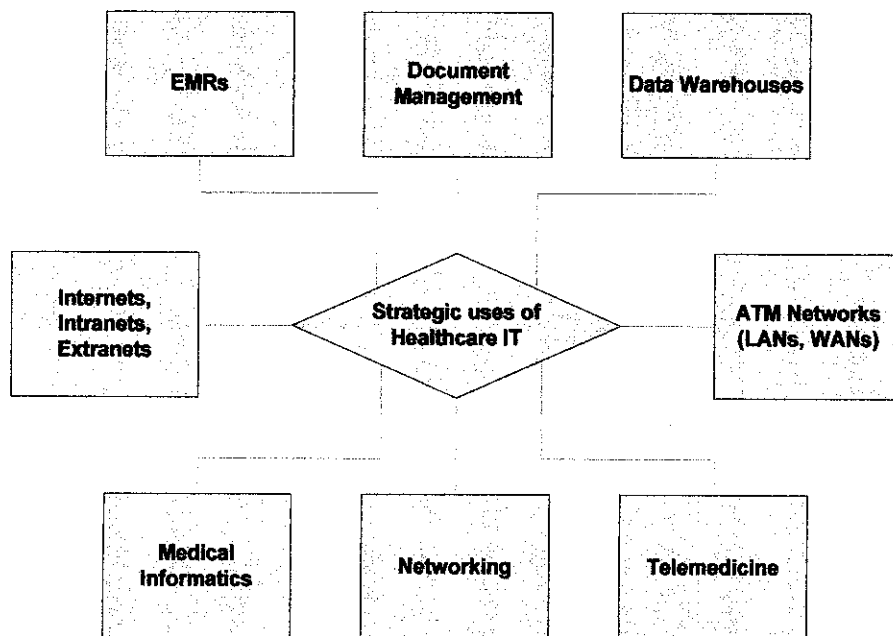 EMRs
Document
Management
Data Warehouses
Internets,
Intranets,
Extranets
Strategic uses of
Healthcare IT
ATM Networks
(LANs, WANs)
Medical
Informatics
Networking
Telemedicine